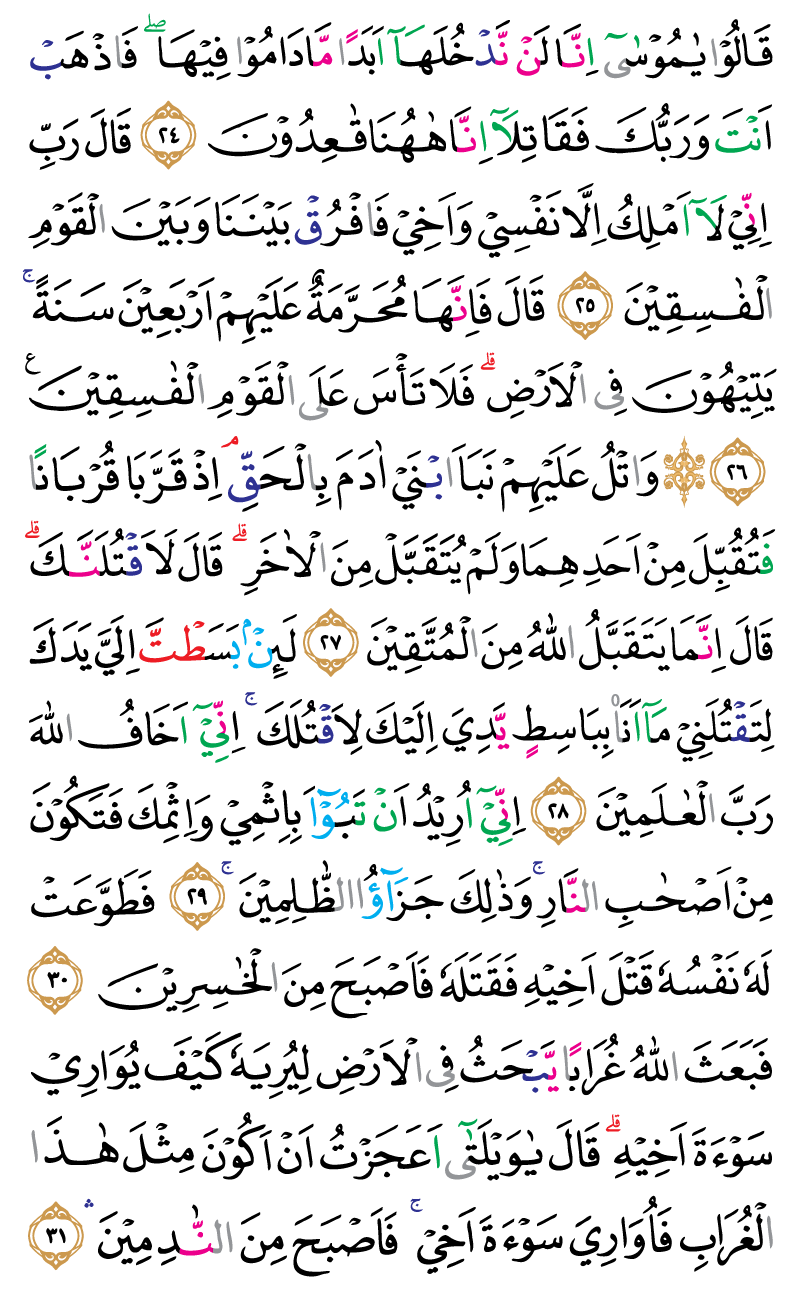 قَالُوْا يٰمُوْسٰىٓ اِنَّا لَنْ نَّدْخُلَهَآ اَبَدًا مَّا دَامُوْا فِيْهَا ۖ فَاذْهَبْ
اَنْتَ وَرَبُّكَ فَقَاتِلَآ اِنَّا هٰهُنَا قٰعِدُوْنَ ٢٤ قَالَ رَبِّ
اِنِّيْ لَآ اَمْلِكُ اِلَّا نَفْسِيْ وَاَخِيْ فَافْرُقْ بَيْنَنَا وَبَيْنَ الْقَوْمِ
الْفٰسِقِيْنَ ٢٥ قَالَ فَاِنَّهَا مُحَرَّمَةٌ عَلَيْهِمْ اَرْبَعِيْنَ سَنَةً ۚ
يَتِيْهُوْنَ فِى الْاَرْضِ ۗ فَلَا تَأْسَ عَلَى الْقَوْمِ الْفٰسِقِيْنَ ع
٢٦ ۞ وَاتْلُ عَلَيْهِمْ نَبَاَ ابْنَيْ اٰدَمَ بِالْحَقِّ ۘ اِذْ قَرَّبَا قُرْبَانًا
فَتُقُبِّلَ مِنْ اَحَدِهِمَا وَلَمْ يُتَقَبَّلْ مِنَ الْاٰخَرِ ۗ قَالَ لَاَقْتُلَنَّكَ ۗ
قَالَ اِنَّمَا يَتَقَبَّلُ اللّٰهُ مِنَ الْمُتَّقِيْنَ ٢٧ لَىِٕنْۢ بَسَطْتَّ اِلَيَّ يَدَكَ
لِتَقْتُلَنِيْ مَآ اَنَا۠ بِبَاسِطٍ يَّدِيَ اِلَيْكَ لِاَقْتُلَكَ ۚ اِنِّيْٓ اَخَافُ اللّٰهَ
رَبَّ الْعٰلَمِيْنَ ٢٨ اِنِّيْٓ اُرِيْدُ اَنْ تَبُوْۤاَ بِاِثْمِيْ وَاِثْمِكَ فَتَكُوْنَ
مِنْ اَصْحٰبِ النَّارِ ۚ وَذٰلِكَ جَزٰۤؤُا الظّٰلِمِيْنَ ۚ ٢٩ فَطَوَّعَتْ
لَهٗ نَفْسُهٗ قَتْلَ اَخِيْهِ فَقَتَلَهٗ فَاَصْبَحَ مِنَ الْخٰسِرِيْنَ ٣٠
فَبَعَثَ اللّٰهُ غُرَابًا يَّبْحَثُ فِى الْاَرْضِ لِيُرِيَهٗ كَيْفَ يُوَارِيْ
سَوْءَةَ اَخِيْهِ ۗ قَالَ يٰوَيْلَتٰىٓ اَعَجَزْتُ اَنْ اَكُوْنَ مِثْلَ هٰذَا
الْغُرَابِ فَاُوَارِيَ سَوْءَةَ اَخِيْ ۚ فَاَصْبَحَ مِنَ النّٰدِمِيْنَ ۛ ٣١